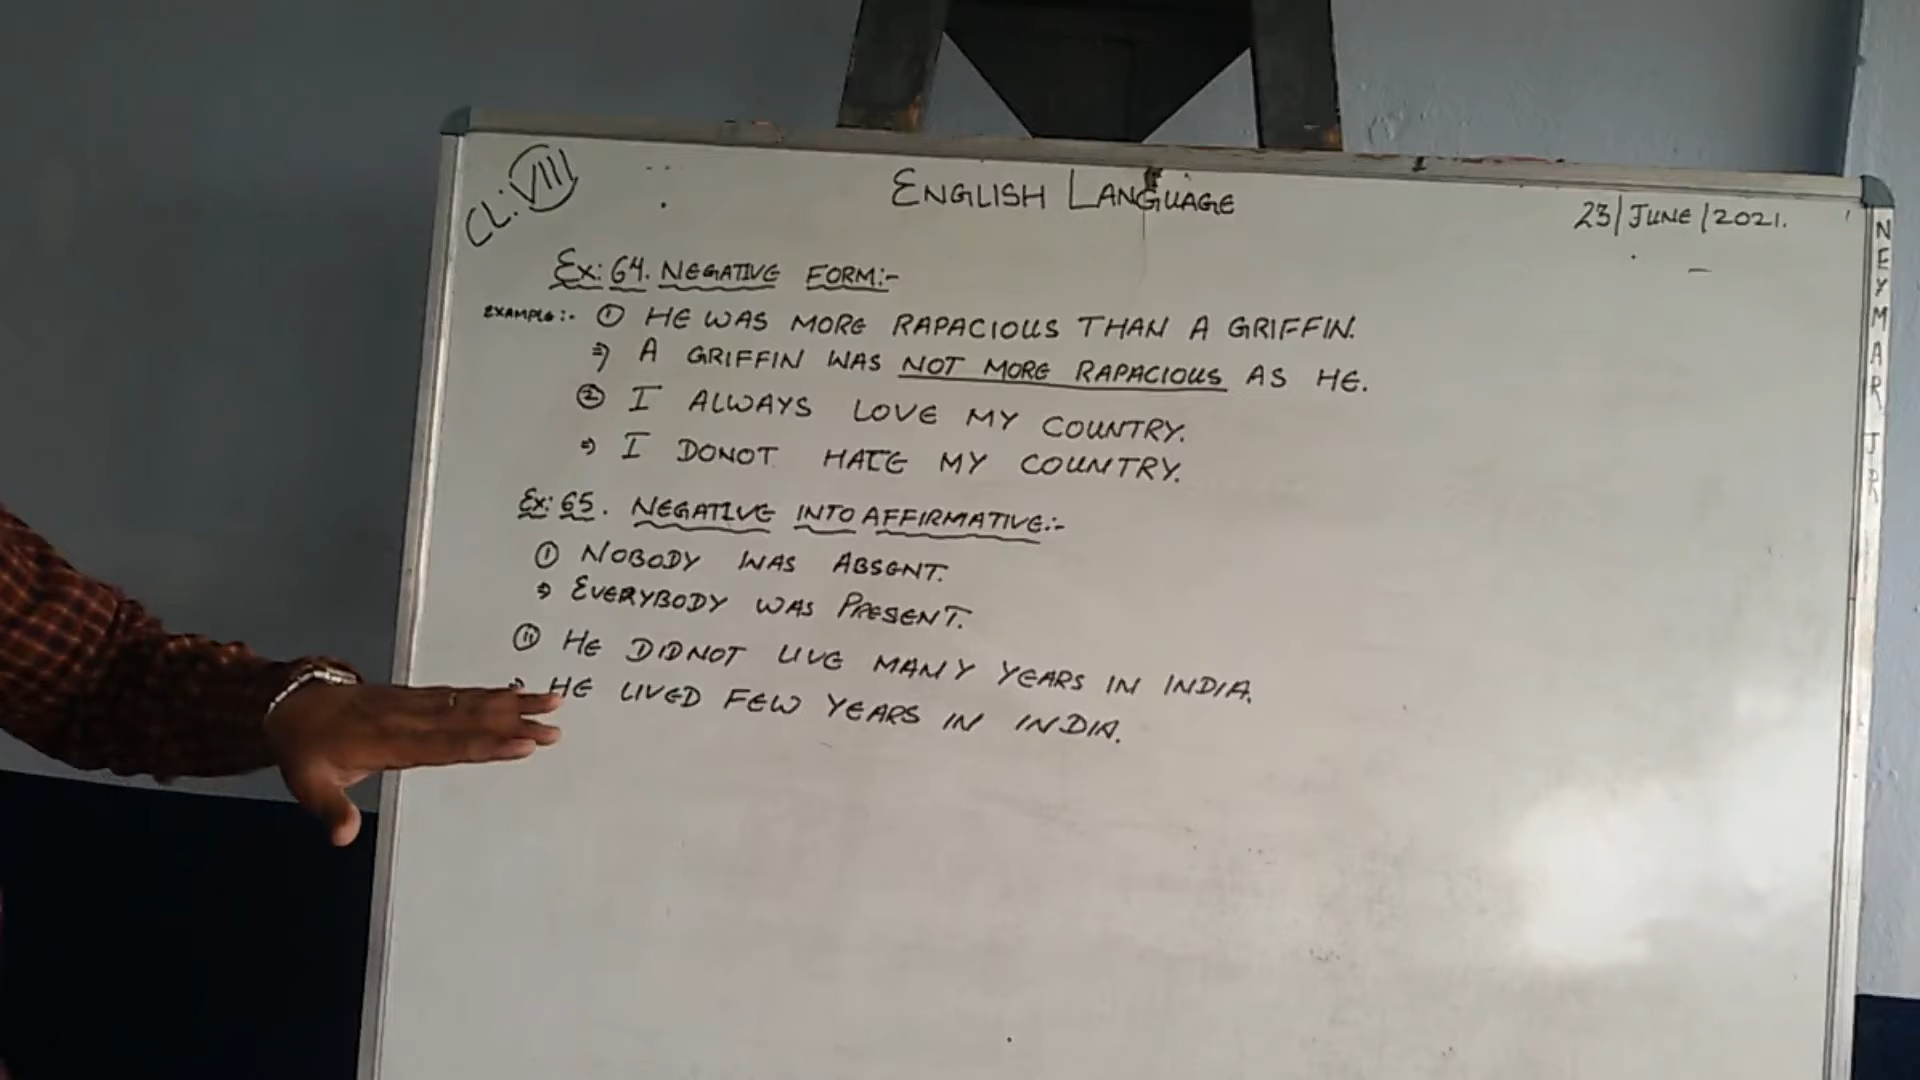 CL: VIII
ENGLISH LANGUAGE
23/JUNE/2021.
Ex: 64. NEGATIVE FORM:-
EXAMPLE:- ① HE WAS MORE RAPACIOUS THAN A GRIFFIN.
⇒ A GRIFFIN WAS NOT MORE RAPACIOUS AS HE.
② I ALWAYS LOVE MY COUNTRY.
⇒ I DONOT HATE MY COUNTRY.
Ex: 65. NEGATIVE INTO AFFIRMATIVE:-
① NOBODY WAS ABSENT.
⇒ EVERYBODY WAS PRESENT.
⑪ HE DIDNOT LIVE MANY YEARS IN INDIA.
⇒ HE LIVED FEW YEARS IN INDIA.
NEYMAR JR